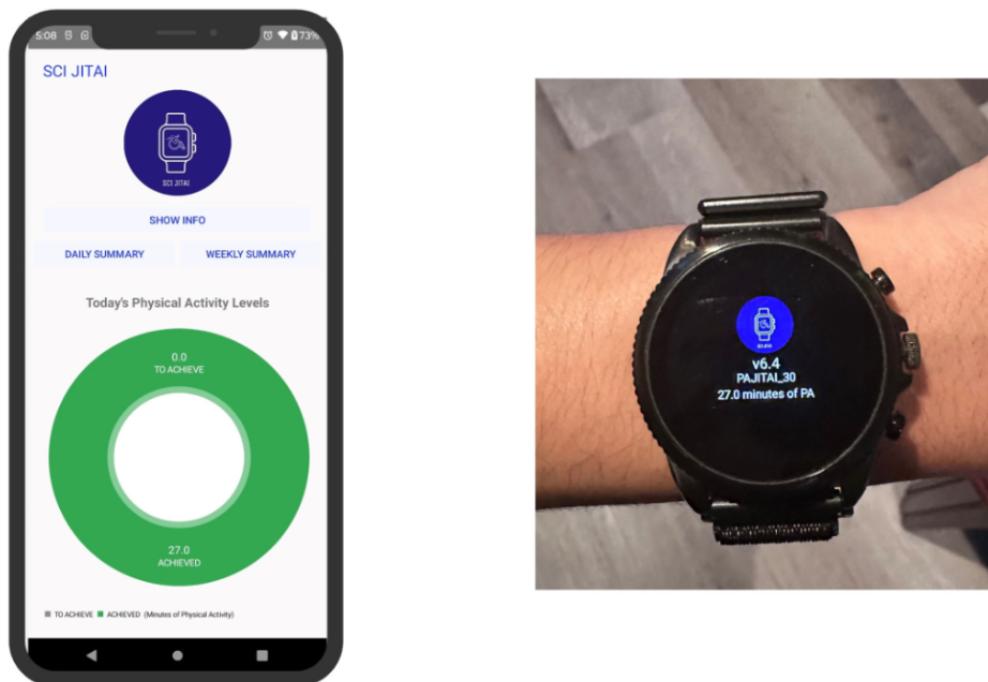 5:08 73%
SCI JITAI
SCI JITAI
SHOW INFO
DAILY SUMMARY WEEKLY SUMMARY
Today's Physical Activity Levels
0.0
TO ACHIEVE
27.0
ACHIEVED
TO ACHIEVE ACHIEVED (Minutes of Physical Activity)
SCI JITAI
v6.4
PAJITAI_30
27.0 minutes of PA